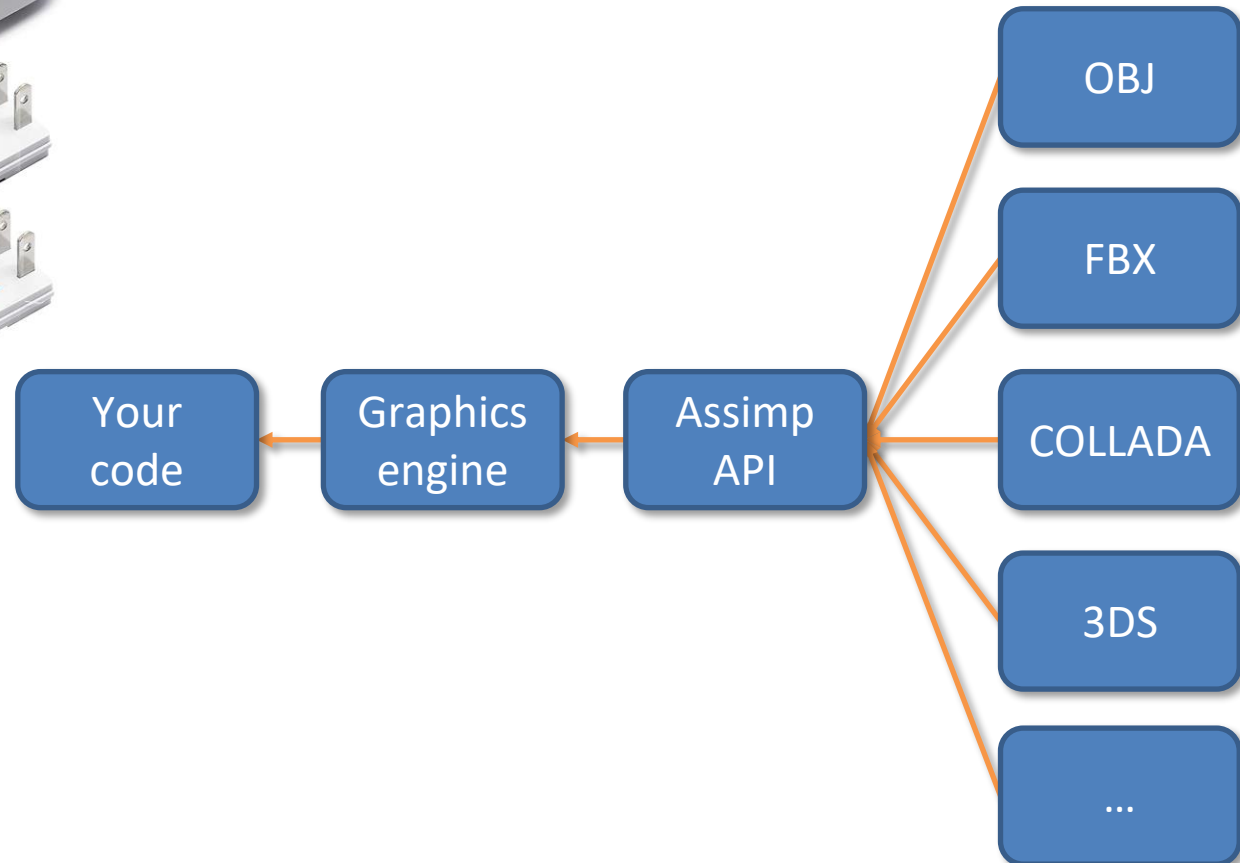 OBJ
FBX
Your
code
Graphics
engine
Assimp
API
COLLADA
3DS
...